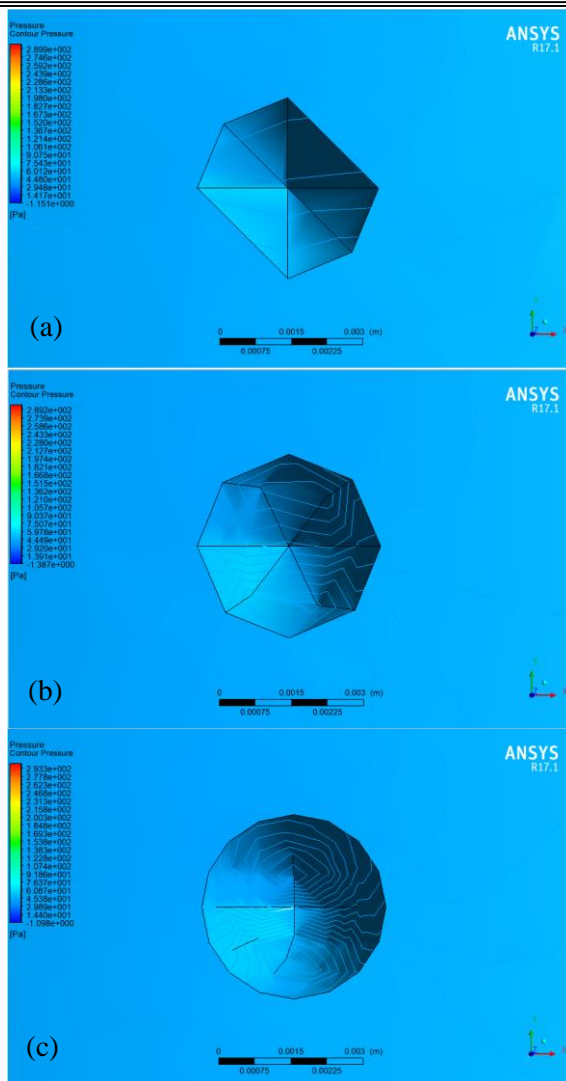 Pressure
Contour Pressure
2.899e+002
2.746e+002
2.592e+002
2.439e+002
2.286e+002
2.133e+002
1.980e+002
1.827e+002
1.673e+002
1.520e+002
1.367e+002
1.214e+002
1.061e+002
9.075e+001
7.543e+001
6.012e+001
4.480e+001
2.948e+001
1.417e+001
-1.151e+000
[Pa]
ANSYS
R17.1
(a)
0 0.0015 0.003 (m)
0.00075 0.00225
Y
Z X
Pressure
Contour Pressure
2.892e+002
2.739e+002
2.586e+002
2.433e+002
2.280e+002
2.127e+002
1.974e+002
1.821e+002
1.668e+002
1.515e+002
1.362e+002
1.210e+002
1.057e+002
9.037e+001
7.507e+001
5.978e+001
4.449e+001
2.920e+001
1.391e+001
-1.387e+000
[Pa]
ANSYS
R17.1
(b)
0 0.0015 0.003 (m)
0.00075 0.00225
Y
Z X
Pressure
Contour Pressure
2.933e+002
2.778e+002
2.623e+002
2.468e+002
2.313e+002
2.158e+002
2.003e+002
1.848e+002
1.693e+002
1.538e+002
1.383e+002
1.228e+002
1.074e+002
9.186e+001
7.637e+001
6.087e+001
4.538e+001
2.989e+001
1.440e+001
-1.098e+000
[Pa]
ANSYS
R17.1
(c)
0 0.0015 0.003 (m)
0.00075 0.00225
Y
Z X